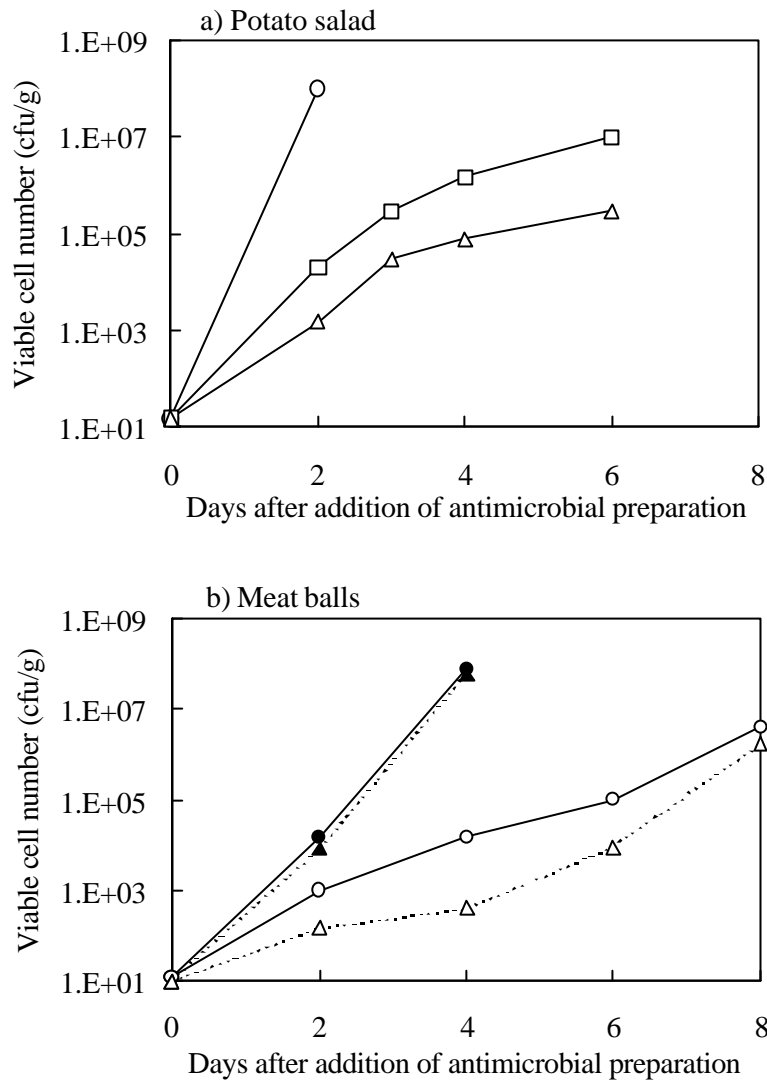 a) Potato salad
1.E+09
1.E+07
1.E+05
1.E+03
1.E+01
Viable cell number (cfu/g)
0 2 4 6 8
Days after addition of antimicrobial preparation
b) Meat balls
1.E+09
1.E+07
1.E+05
1.E+03
1.E+01
Viable cell number (cfu/g)
0 2 4 6 8
Days after addition of antimicrobial preparation